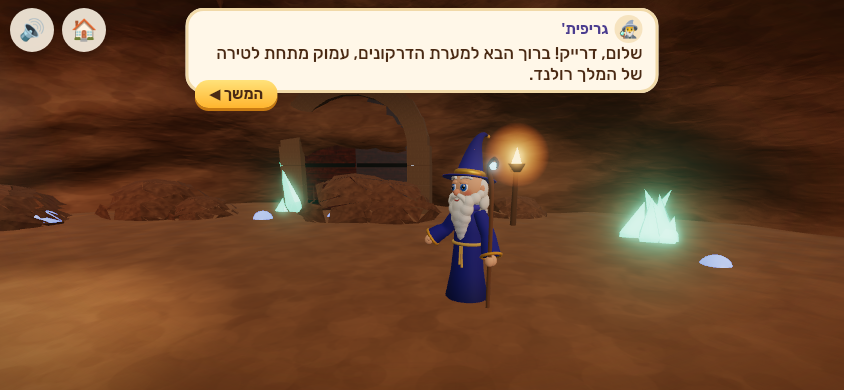 גריפית'
שלום, דרייק! ברוך הבא למערת הדרקונים, עמוק מתחת לטירה
של המלך רולנד.
המשך ◀